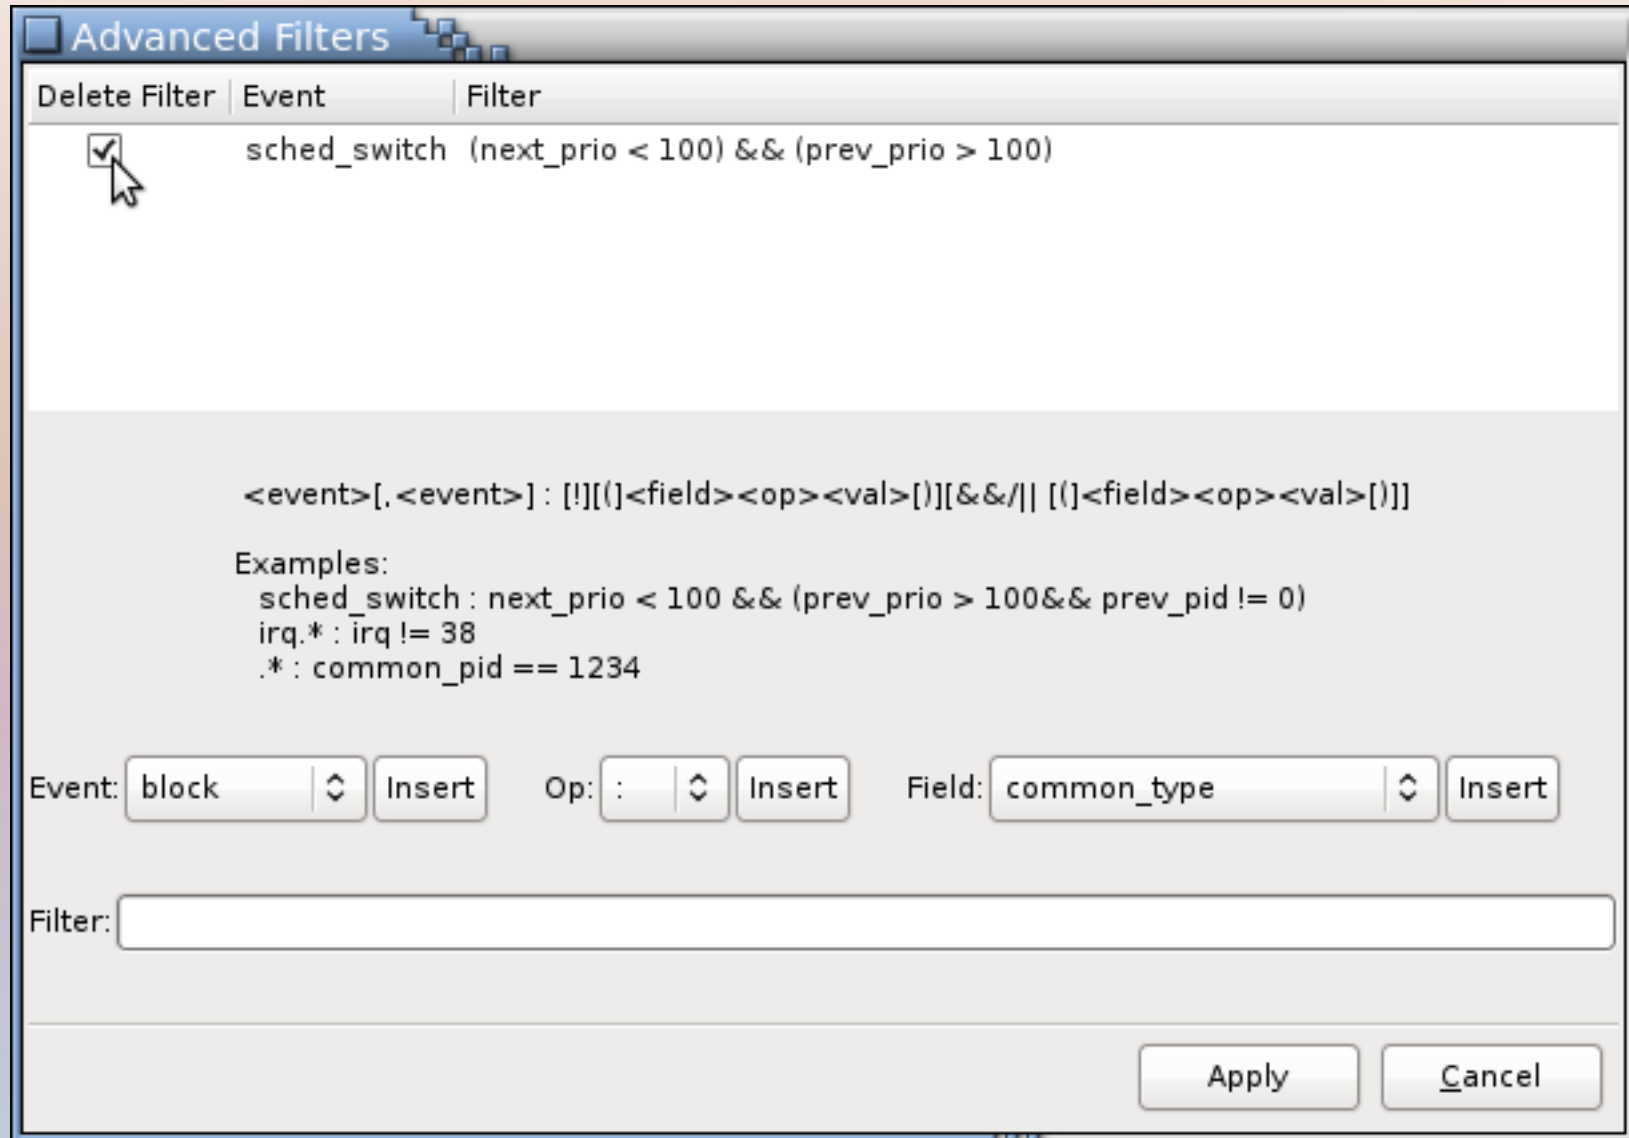 Advanced Filters
Delete Filter Event Filter
sched_switch (next_prio < 100) && (prev_prio > 100)
<event>[,<event>] : [!][(]<field><op><val>[)][&&/|| [(]<field><op><val>[)]]
Examples:
sched_switch : next_prio < 100 && (prev_prio > 100&& prev_pid != 0)
irq.* : irq != 38
.* : common_pid == 1234
Event: block Insert Op: : Insert Field: common_type Insert
Filter:
Apply Cancel